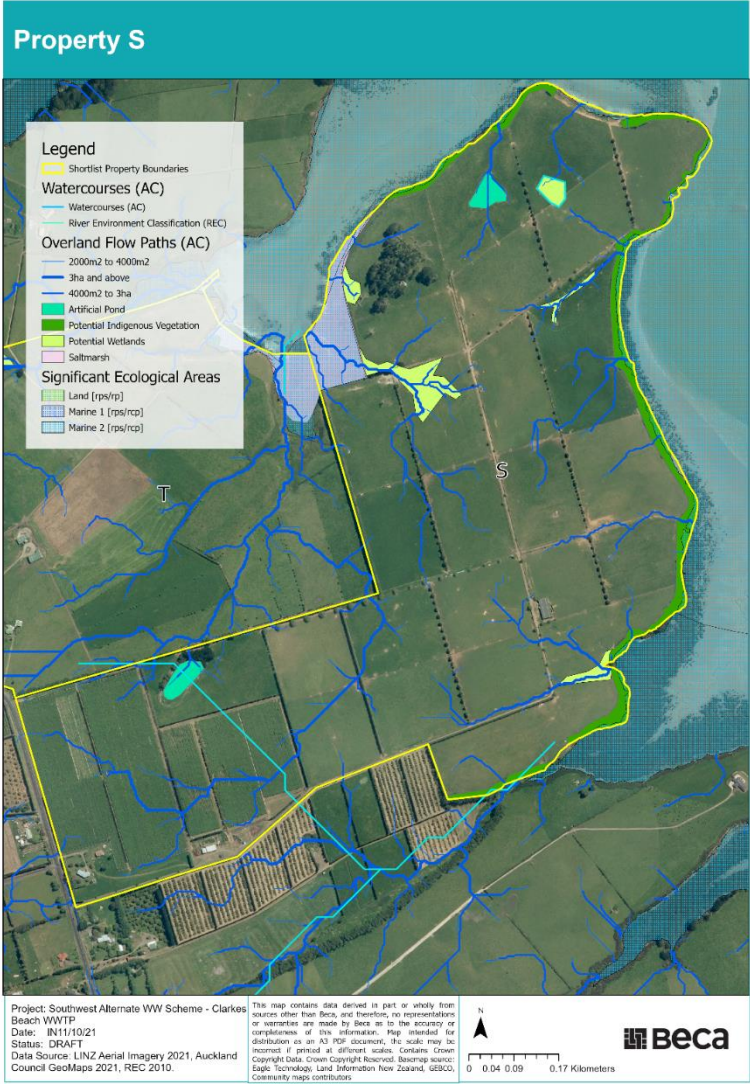 Property S
Legend
Shortlist Property Boundaries
Watercourses (AC)
Watercourses (AC)
River Environment Classification (REC)
Overland Flow Paths (AC)
2000m2 to 4000m2
3ha and above
4000m2 to 3ha
Artificial Pond
Potential Indigenous Vegetation
Potential Wetlands
Saltmarsh
Significant Ecological Areas
Land [rps/rp]
Marine 1 [rps/rcp]
Marine 2 [rps/rcp]
T
S
Project: Southwest Alternate WW Scheme - Clarkes
Beach WWTP
Date: IN11/10/21
Status: DRAFT
Data Source: LINZ Aerial Imagery 2021, Auckland
Council GeoMaps 2021, REC 2010.
This map contains data derived in part or wholly from
sources other than Beca, and therefore, no representations
or warranties are made by Beca as to the accuracy or
completeness of this information. Map intended for
distribution as an A3 PDF document, the scale may be
incorrect if printed at different scales. Contains Crown
Copyright Data. Crown Copyright Reserved. Basemap source:
Eagle Technology, Land Information New Zealand, GEBCO,
Community maps contributors
N
0 0.04 0.09 0.17 Kilometers
Beca